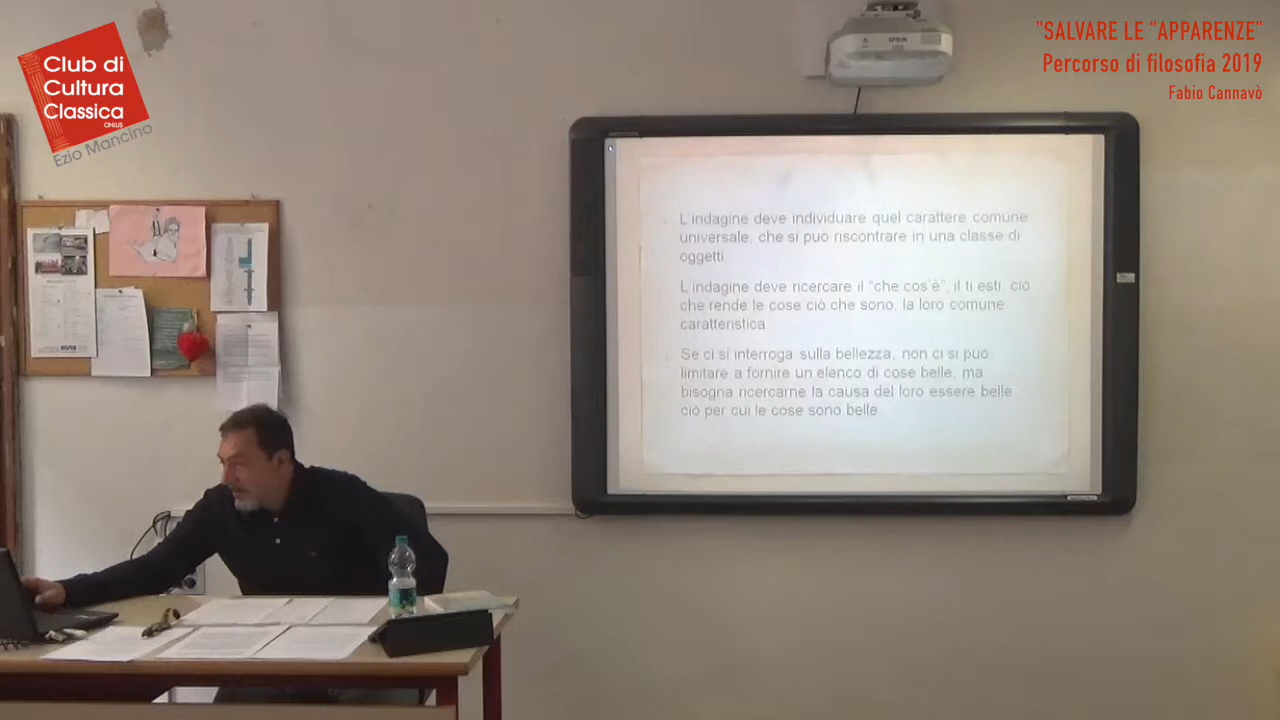 Club di
Cultura
Classica
ONLUS
Ezio Mancino
"SALVARE LE "APPARENZE"
Percorso di filosofia 2019
Fabio Cannavò
EPSON
L'indagine deve individuare quel carattere comune
universale, che si può riscontrare in una classe di
oggetti
L'indagine deve ricercare il "che cos'è", il ti esti, ciò
che rende le cose ciò che sono, la loro comune
caratteristica
Se ci si interroga sulla bellezza, non ci si può
limitare a fornire un elenco di cose belle, ma
bisogna ricercarne la causa del loro essere belle,
ciò per cui le cose sono belle